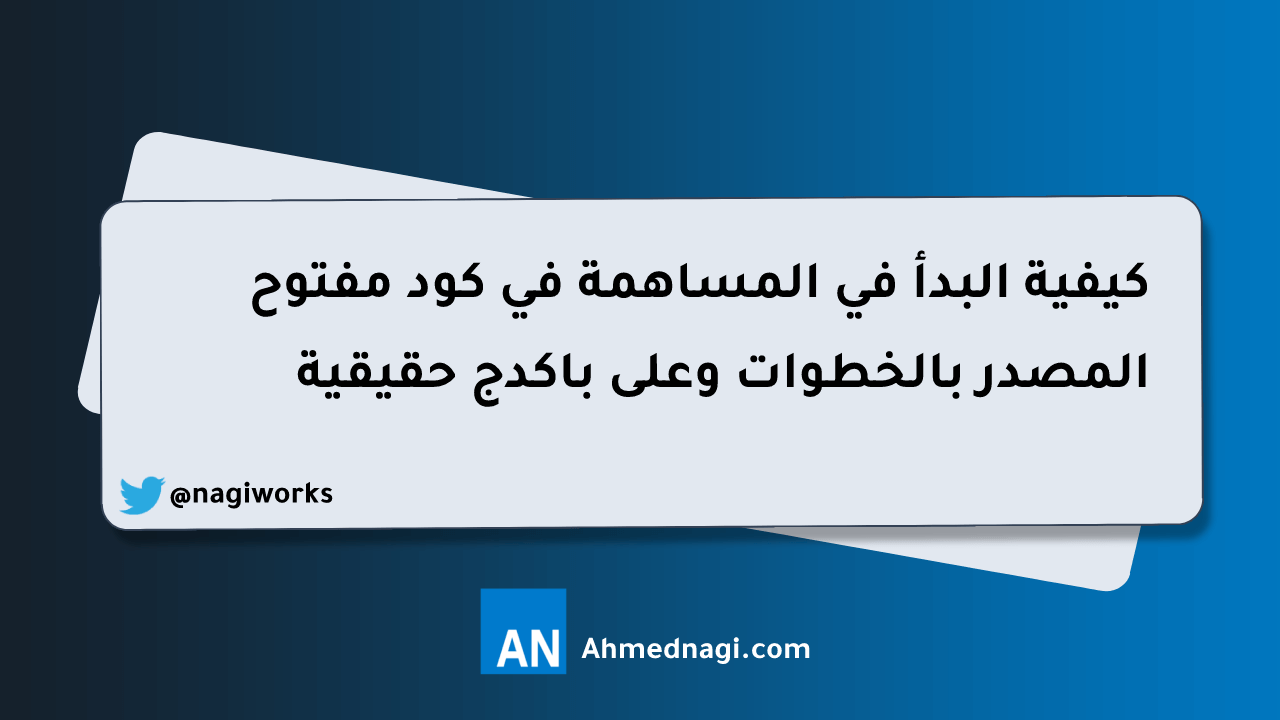 كيفية البدأ في المساهمة في كود مفتوح
المصدر بالخطوات وعلى باكدج حقيقية
@nagiworks
AN
Ahmednagi.com